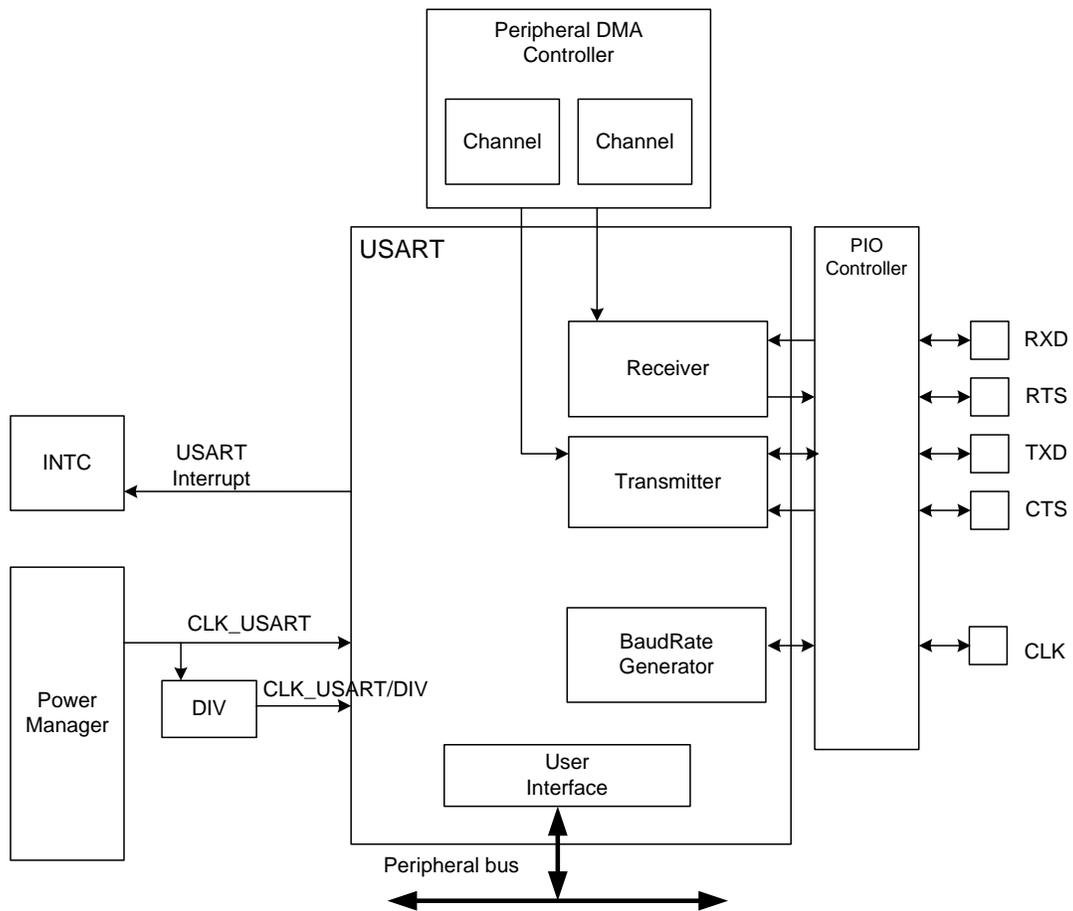 Peripheral DMA
Controller
Channel
Channel
USART
PIO
Controller
Receiver
RXD
RTS
INTC
USART
Interrupt
Transmitter
TXD
CTS
CLK_USART
BaudRate
Generator
CLK
Power
Manager
DIV
CLK_USART/DIV
User
Interface
Peripheral bus